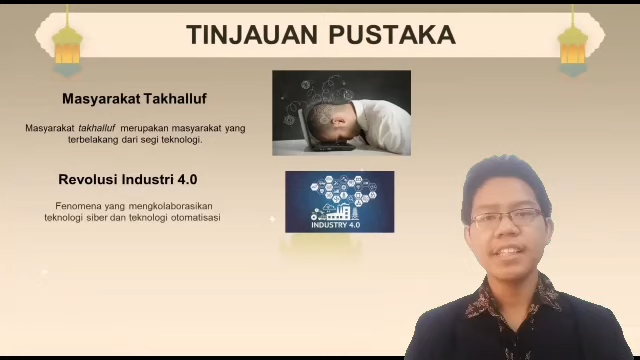 TINJAUAN PUSTAKA
Masyarakat Takhalluf
Masyarakat takhalluf merupakan masyarakat yang
terbelakang dari segi teknologi.
Revolusi Industri 4.0
Fenomena yang mengkolaborasikan
teknologi siber dan teknologi otomatisasi
INDUSTRY 4.0